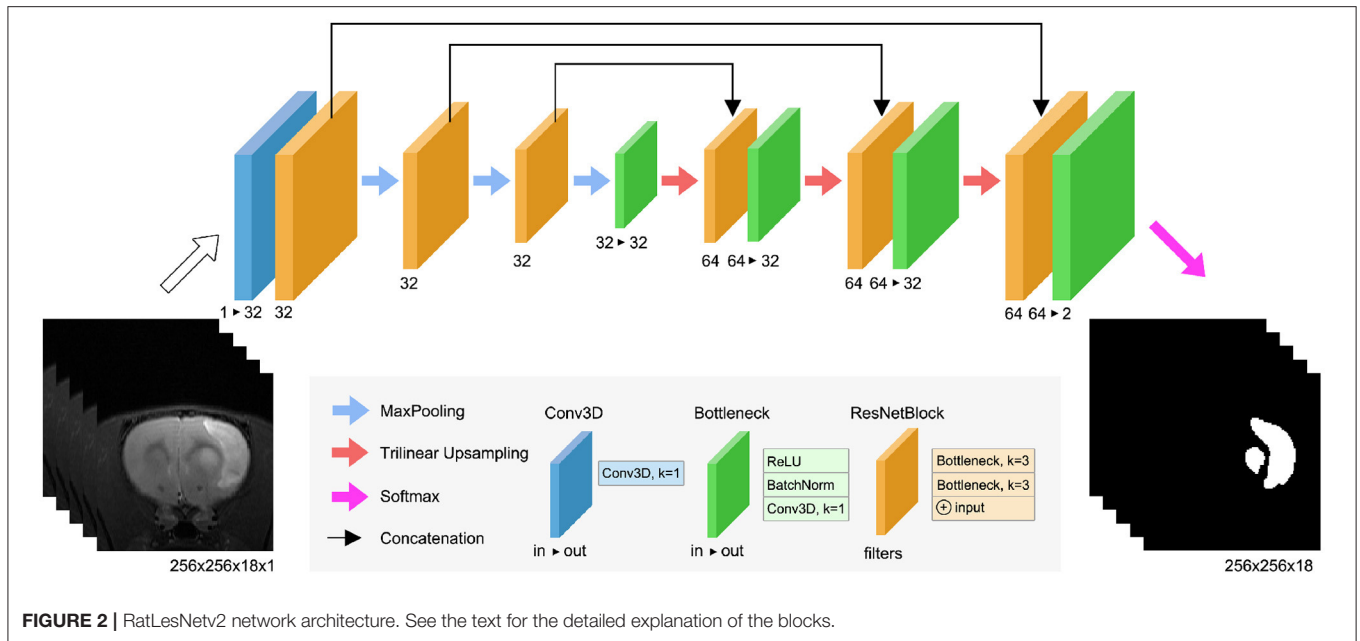 1 ▸ 32
32
32
32
32 ▸ 32
64
64 ▸ 32
64
64 ▸ 32
64
64 ▸ 2
256x256x18x1
MaxPooling
Trilinear Upsampling
Softmax
Concatenation
Conv3D
Conv3D, k=1
in ▸ out
Bottleneck
ReLU
BatchNorm
Conv3D, k=1
in ▸ out
ResNetBlock
Bottleneck, k=3
Bottleneck, k=3
⊕ input
filters
256x256x18
FIGURE 2 | RatLesNetv2 network architecture. See the text for the detailed explanation of the blocks.